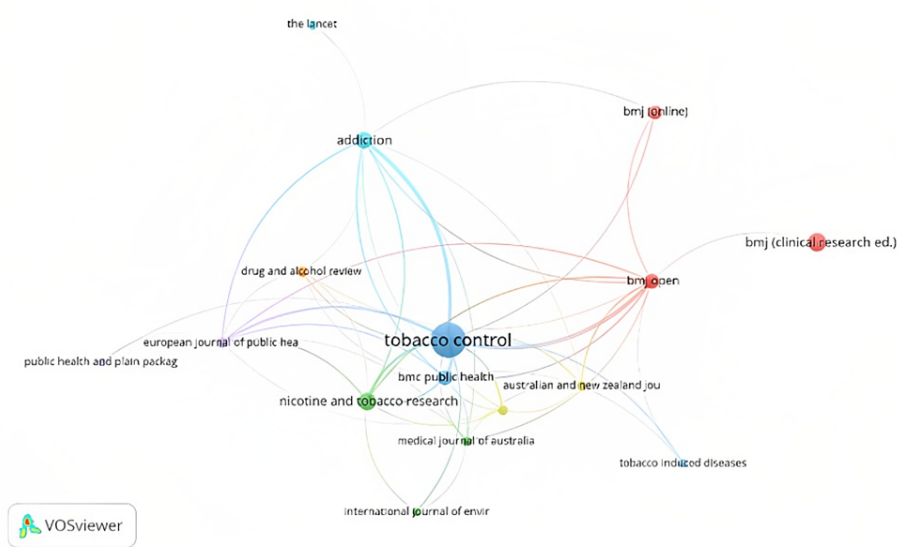 the lancet
bmj (online)
addiction
bmj (clinical research ed.)
drug and alcohol review
bmj open
tobacco control
european journal of public hea
public health and plain packag
bmc public health
australian and new zealand jou
nicotine and tobacco research
medical journal of australia
tobacco induced diseases
international journal of envir
VOSviewer